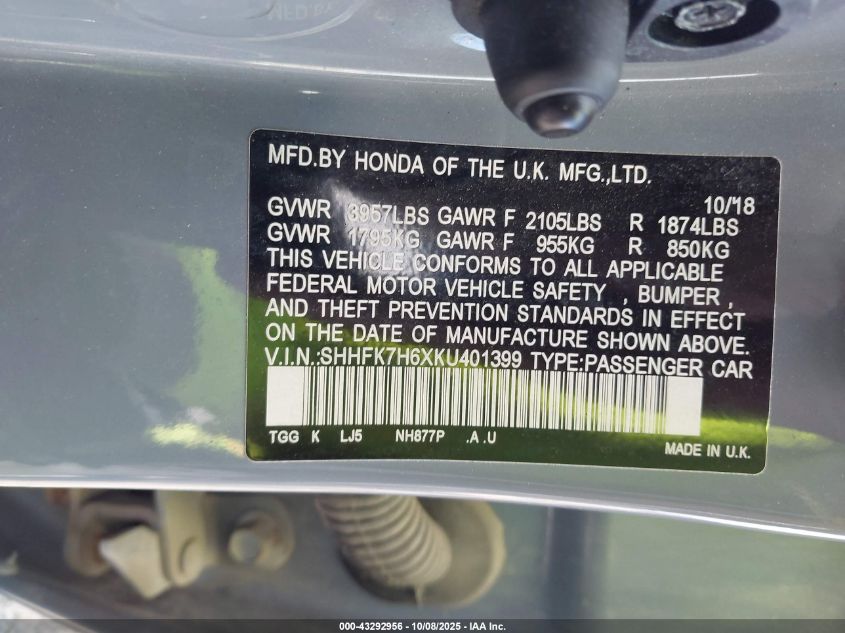 MFD.BY HONDA OF THE U.K. MFG.,LTD.
10/18
GVWR 3957LBS GAWR F 2105LBS R 1874LBS
GVWR 1795KG GAWR F 955KG R 850KG
THIS VEHICLE CONFORMS TO ALL APPLICABLE
FEDERAL MOTOR VEHICLE SAFETY , BUMPER ,
AND THEFT PREVENTION STANDARDS IN EFFECT
ON THE DATE OF MANUFACTURE SHOWN ABOVE.
V.I.N.:SHHFK7H6XKU401399 TYPE:PASSENGER CAR
TGG K LJ5 NH877P .A .U
MADE IN U.K.
000-43292956 - 10/08/2025 - IAA Inc.